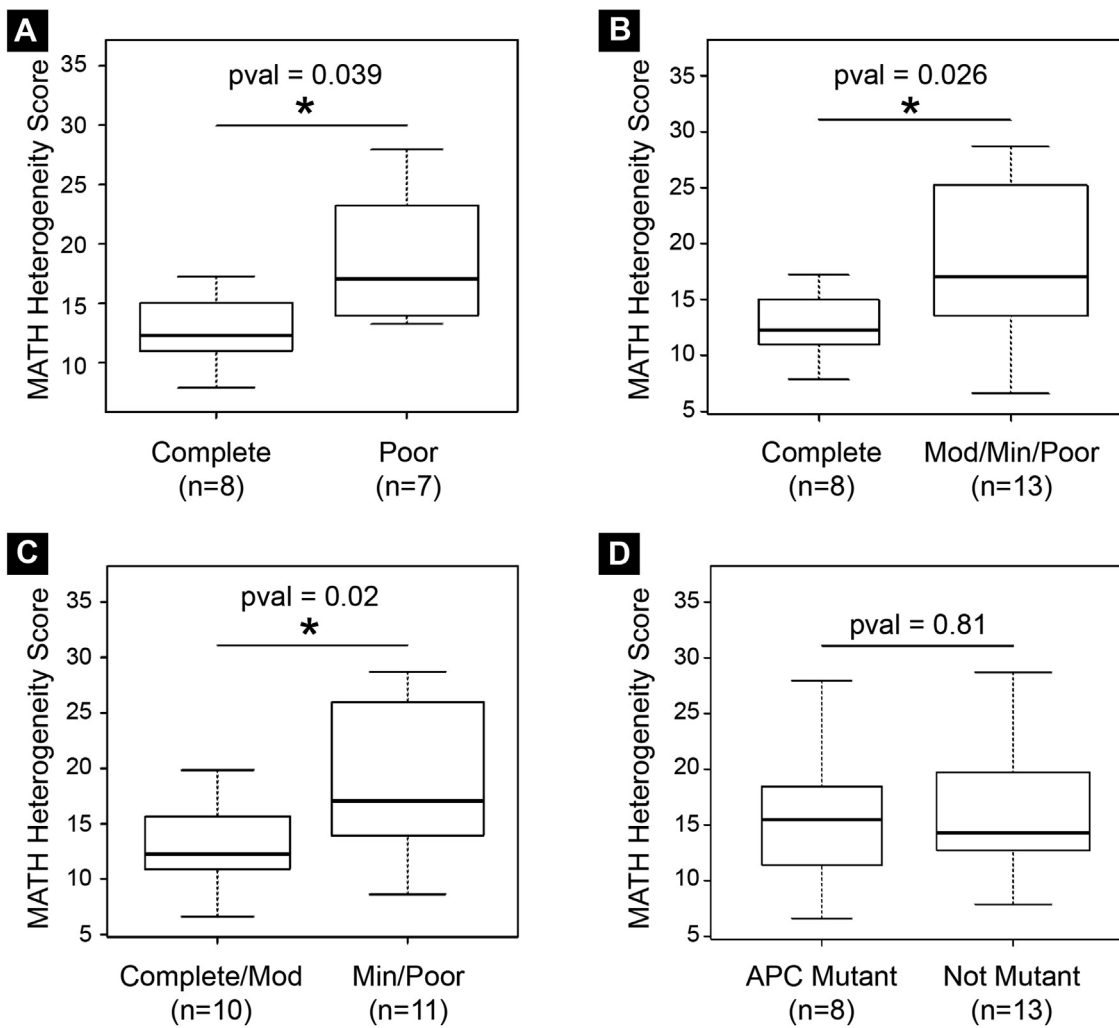 A
MATH Heterogeneity Score
35
30
25
20
15
10
pval = 0.039
*
Complete
(n=8)
Poor
(n=7)
B
MATH Heterogeneity Score
35
30
25
20
15
10
5
pval = 0.026
*
Complete
(n=8)
Mod/Min/Poor
(n=13)
C
MATH Heterogeneity Score
35
30
25
20
15
10
5
pval = 0.02
*
Complete/Mod
(n=10)
Min/Poor
(n=11)
D
MATH Heterogeneity Score
35
30
25
20
15
10
5
pval = 0.81
APC Mutant
(n=8)
Not Mutant
(n=13)